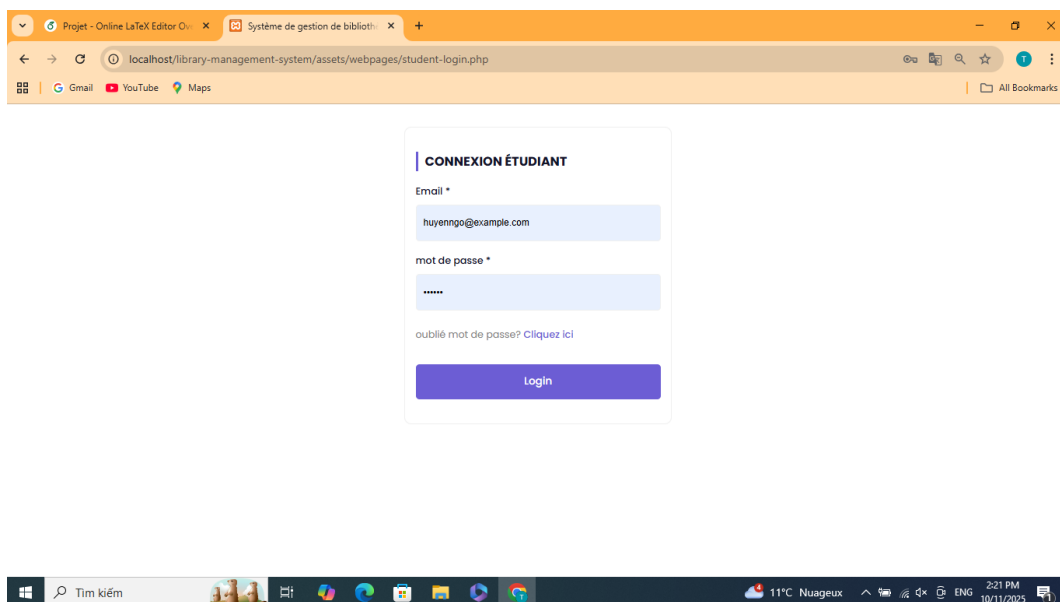 Projet - Online LaTeX Editor Ov
Système de gestion de biblioth
localhost/library-management-system/assets/webpages/student-login.php
T
Gmail
YouTube
Maps
All Bookmarks
CONNEXION ÉTUDIANT
Email *
huyenngo@example.com
mot de passe *
••••••
oublié mot de passe? Cliquez ici
Login
Tìm kiếm
11°C Nuageux
ENG
2:21 PM
10/11/2025